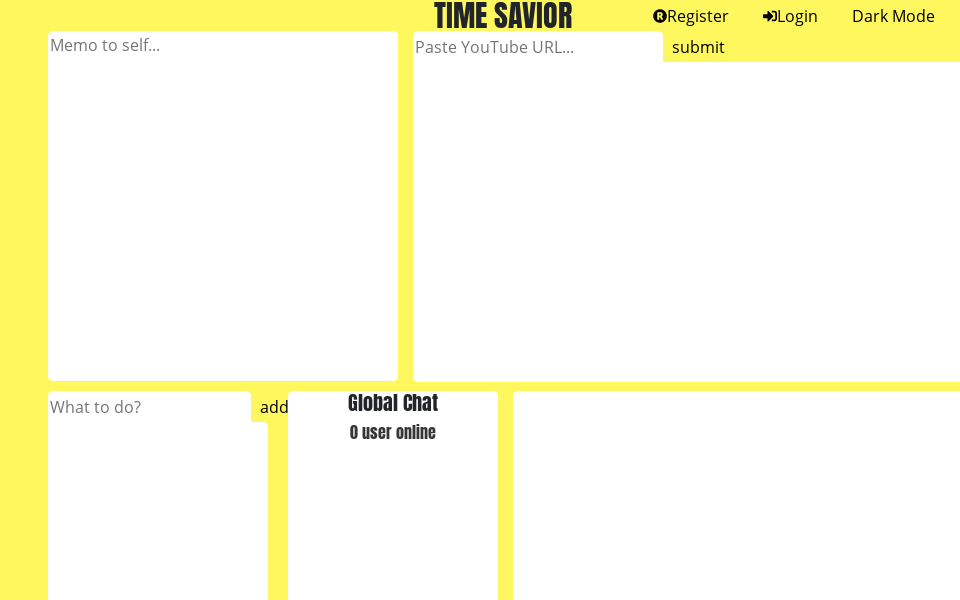 TIME SAVIOR
Register
Login
Dark Mode
Memo to self...
Paste YouTube URL...
submit
What to do?
add
Global Chat
0 user online